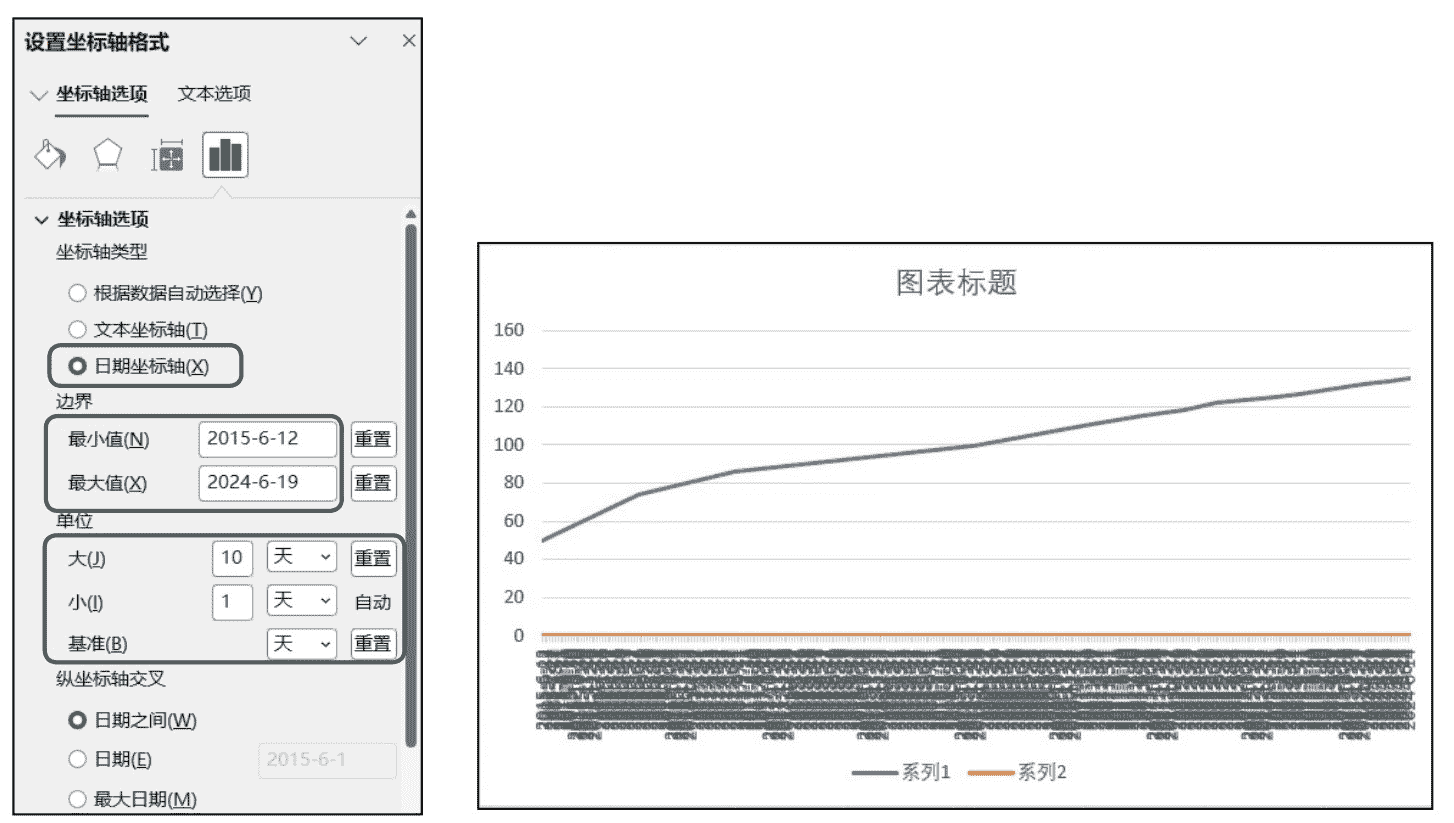 设置坐标轴格式
坐标轴选项 文本选项
坐标轴选项
坐标轴类型
根据数据自动选择(Y)
文本坐标轴(T)
日期坐标轴(X)
边界
最小值(N) 2015-6-12 重置
最大值(X) 2024-6-19 重置
单位
大(J) 10 天 重置
小(I) 1 天 自动
基准(B) 天 重置
纵坐标轴交叉
日期之间(W)
日期(E) 2015-6-1
最大日期(M)
图表标题
160
140
120
100
80
60
40
20
0
系列1 系列2